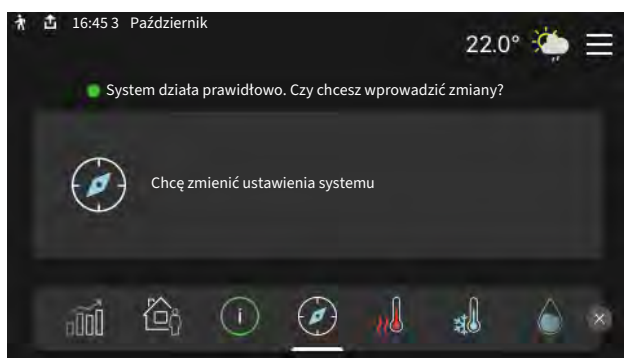 16:45 3 Październik
22.0°
System działa prawidłowo. Czy chcesz wprowadzić zmiany?
Chcę zmienić ustawienia systemu
i